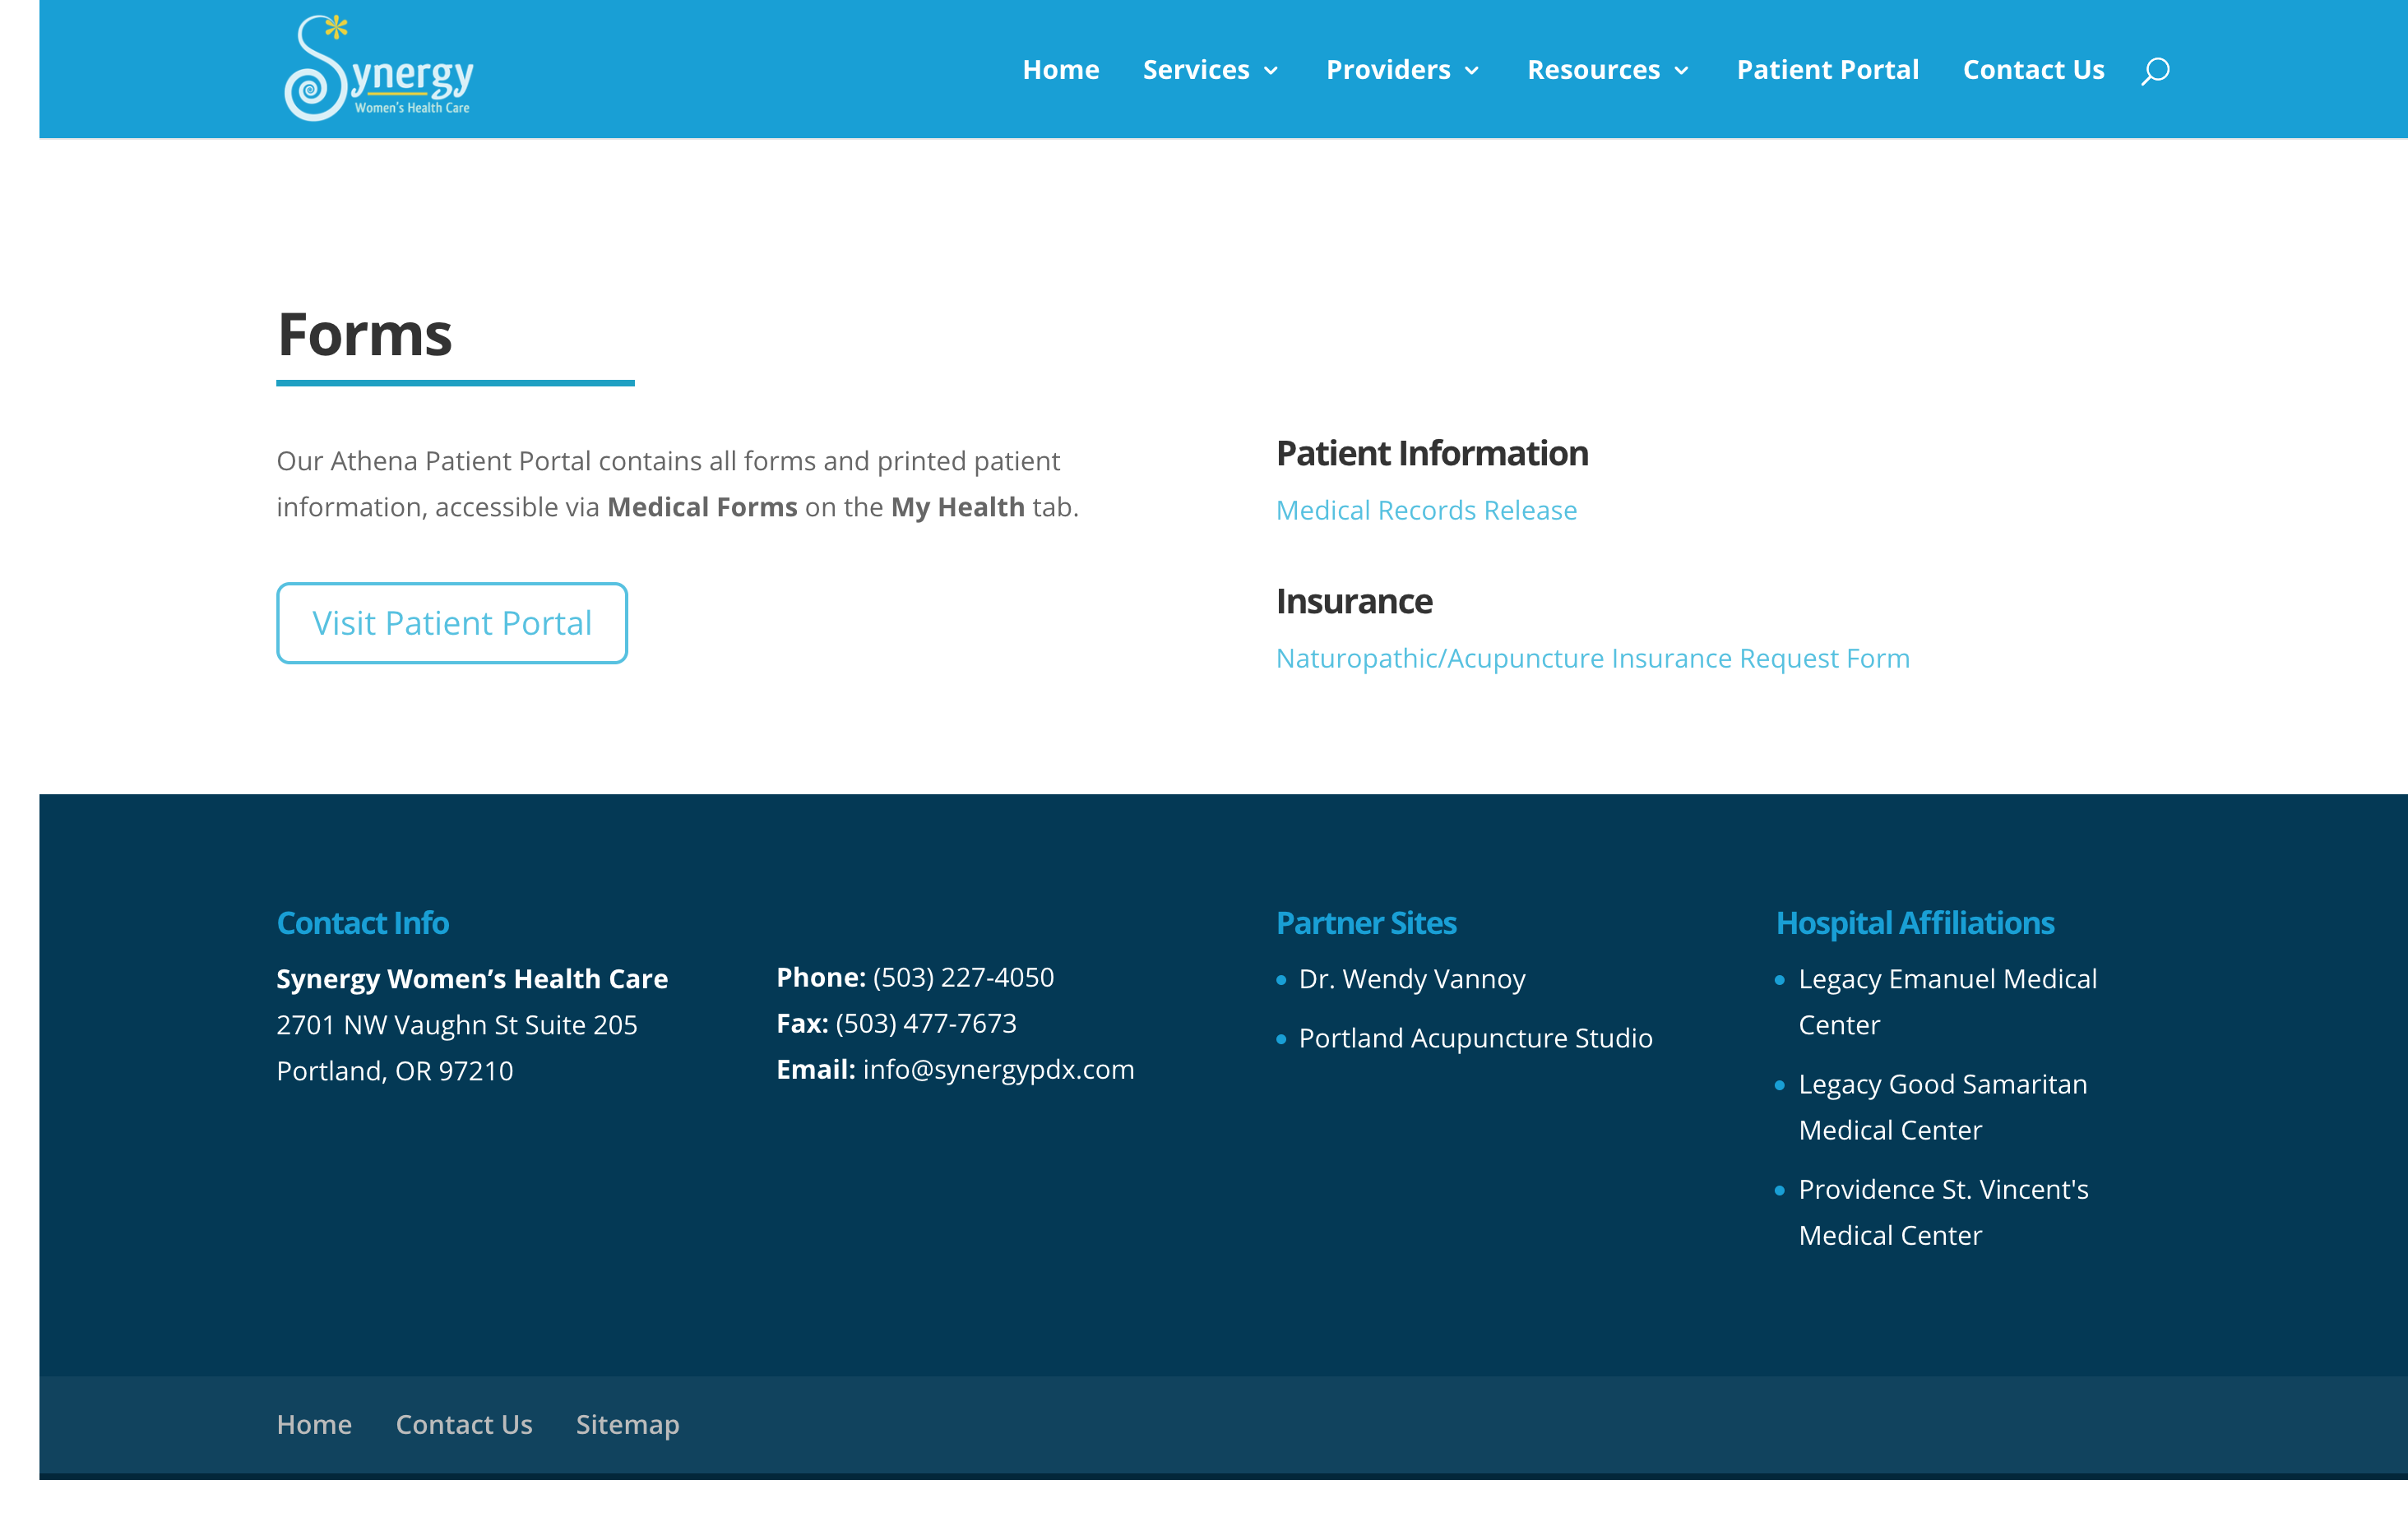 Synergy
Women's Health Care
Home Services Providers Resources Patient Portal Contact Us
Forms
Our Athena Patient Portal contains all forms and printed patient
information, accessible via Medical Forms on the My Health tab.
Visit Patient Portal
Patient Information
Medical Records Release
Insurance
Naturopathic/Acupuncture Insurance Request Form
Contact Info
Synergy Women’s Health Care
2701 NW Vaughn St Suite 205
Portland, OR 97210
Phone: (503) 227-4050
Fax: (503) 477-7673
Email: info@synergypdx.com
Partner Sites
Dr. Wendy Vannoy
Portland Acupuncture Studio
Hospital Affiliations
Legacy Emanuel Medical
Center
Legacy Good Samaritan
Medical Center
Providence St. Vincent's
Medical Center
Home Contact Us Sitemap